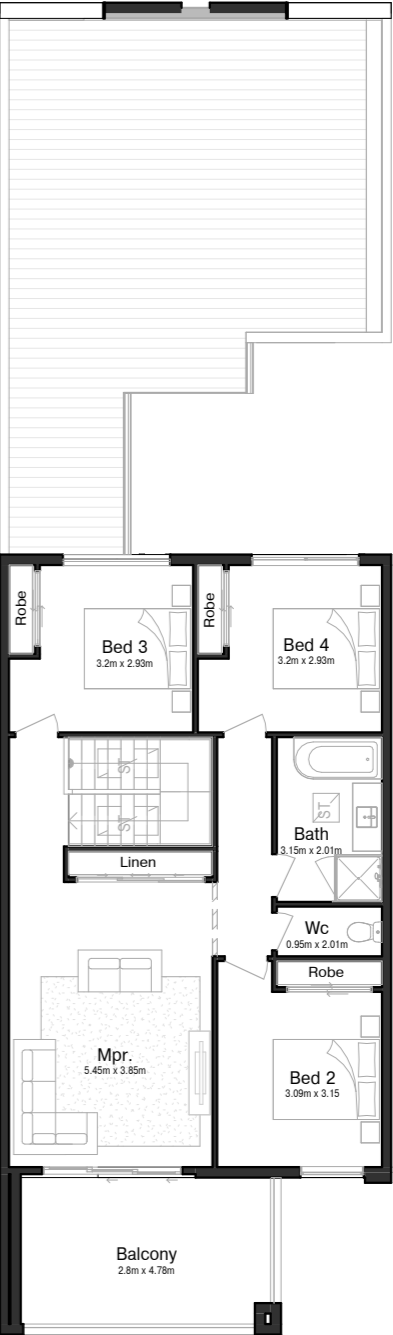 Robe
Bed 3
3.2m x 2.93m
Robe
Bed 4
3.2m x 2.93m
ST
ST
Linen
ST
Bath
3.15m x 2.01m
Wc
0.95m x 2.01m
Robe
Mpr.
5.45m x 3.85m
Bed 2
3.09m x 3.15
Balcony
2.8m x 4.78m